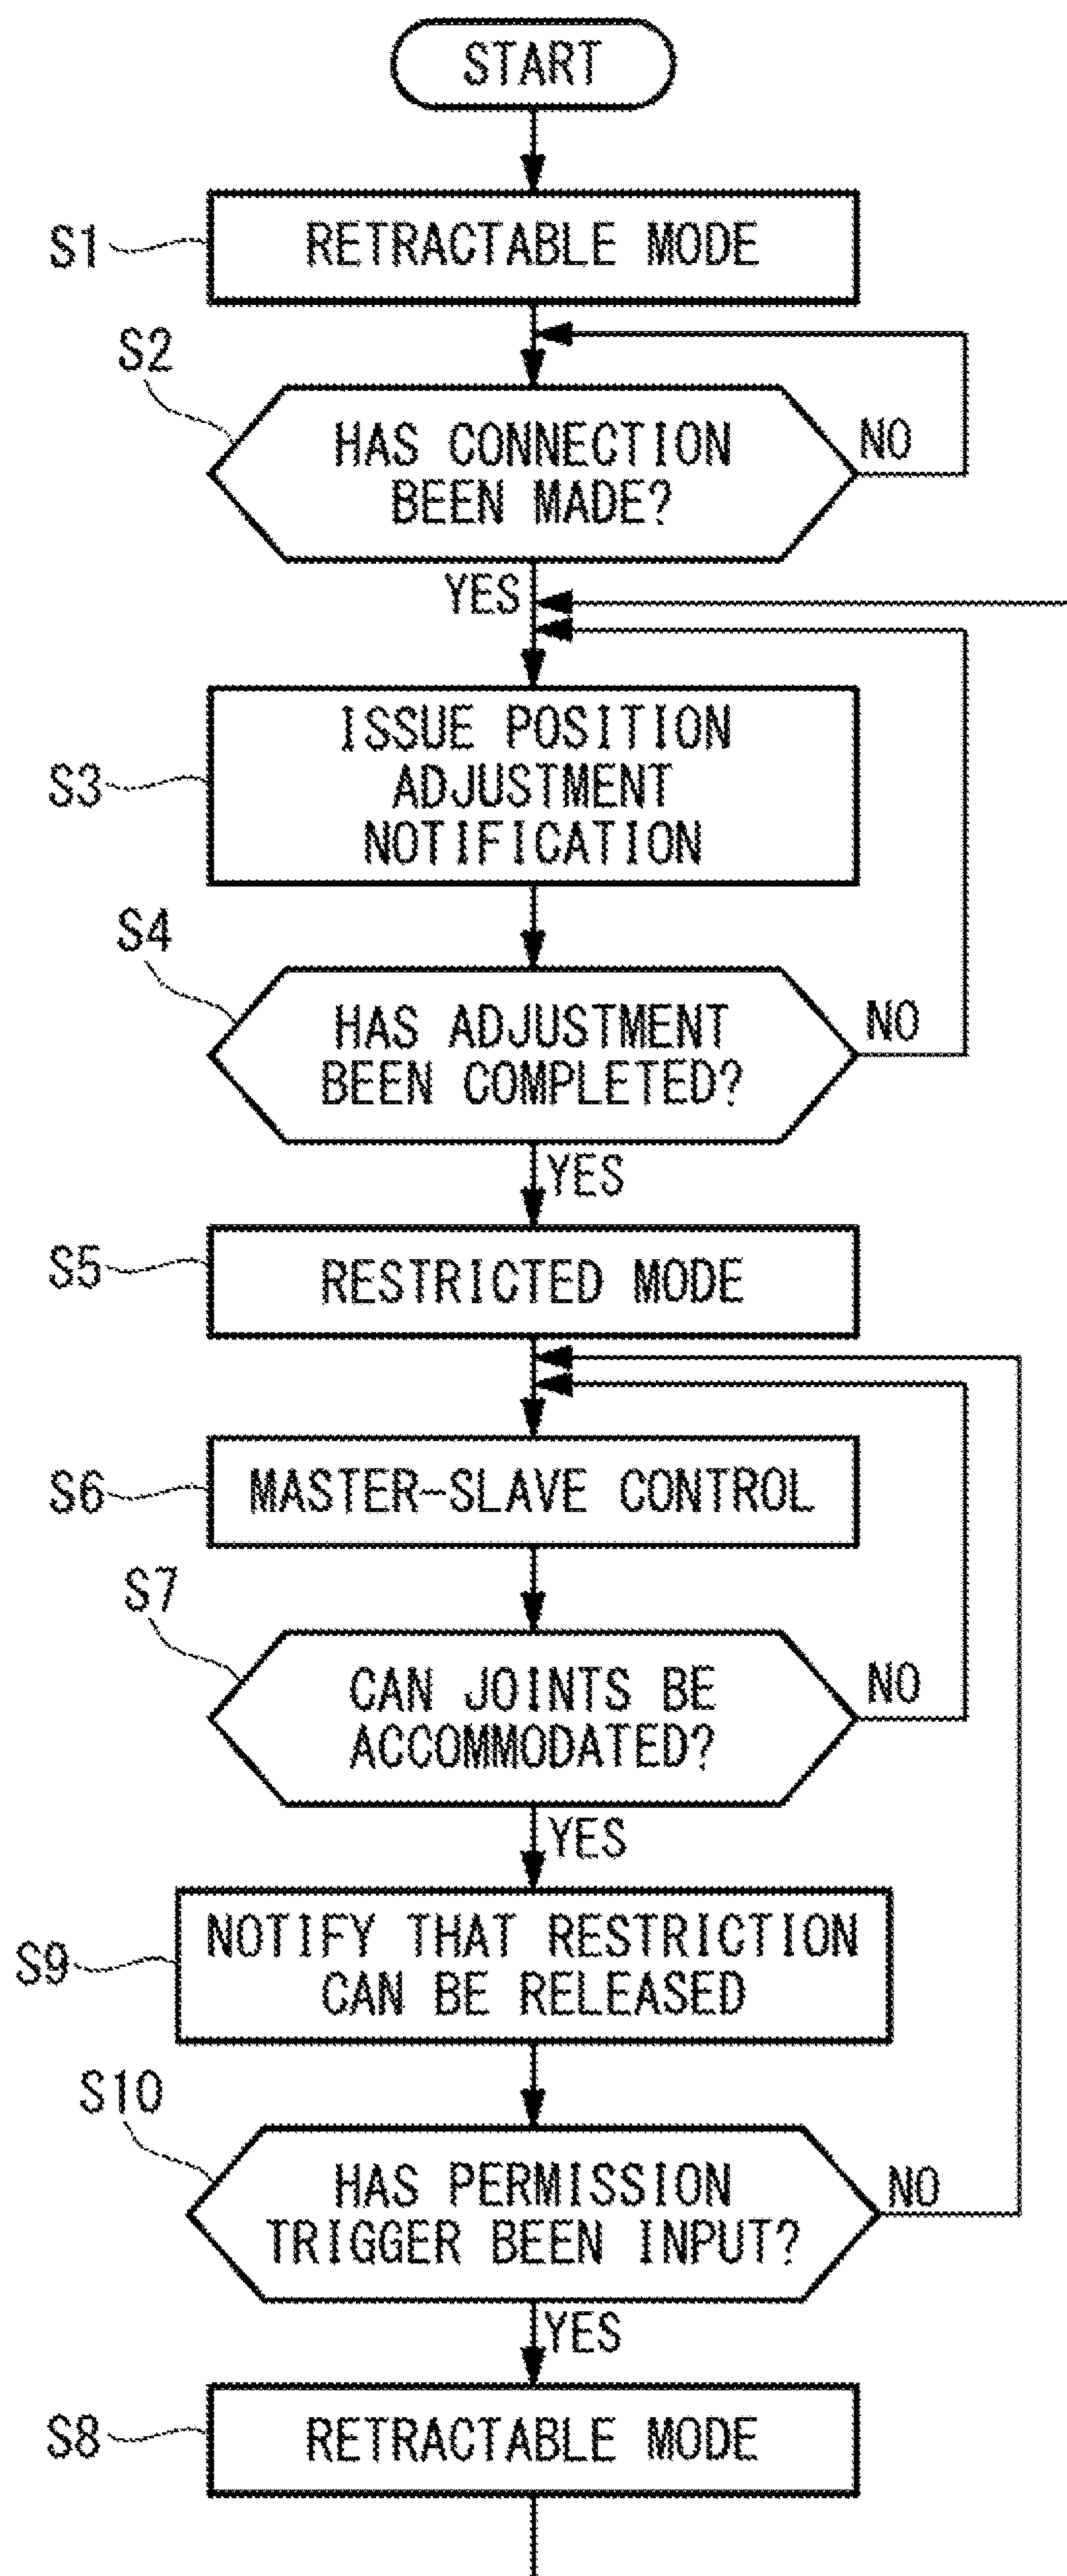 START
S1
RETRACTABLE MODE
S2
HAS CONNECTION
BEEN MADE?
NO
YES
S3
ISSUE POSITION
ADJUSTMENT
NOTIFICATION
S4
HAS ADJUSTMENT
BEEN COMPLETED?
NO
YES
S5
RESTRICTED MODE
S6
MASTER-SLAVE CONTROL
S7
CAN JOINTS BE
ACCOMMODATED?
NO
YES
S9
NOTIFY THAT RESTRICTION
CAN BE RELEASED
S10
HAS PERMISSION
TRIGGER BEEN INPUT?
NO
YES
S8
RETRACTABLE MODE